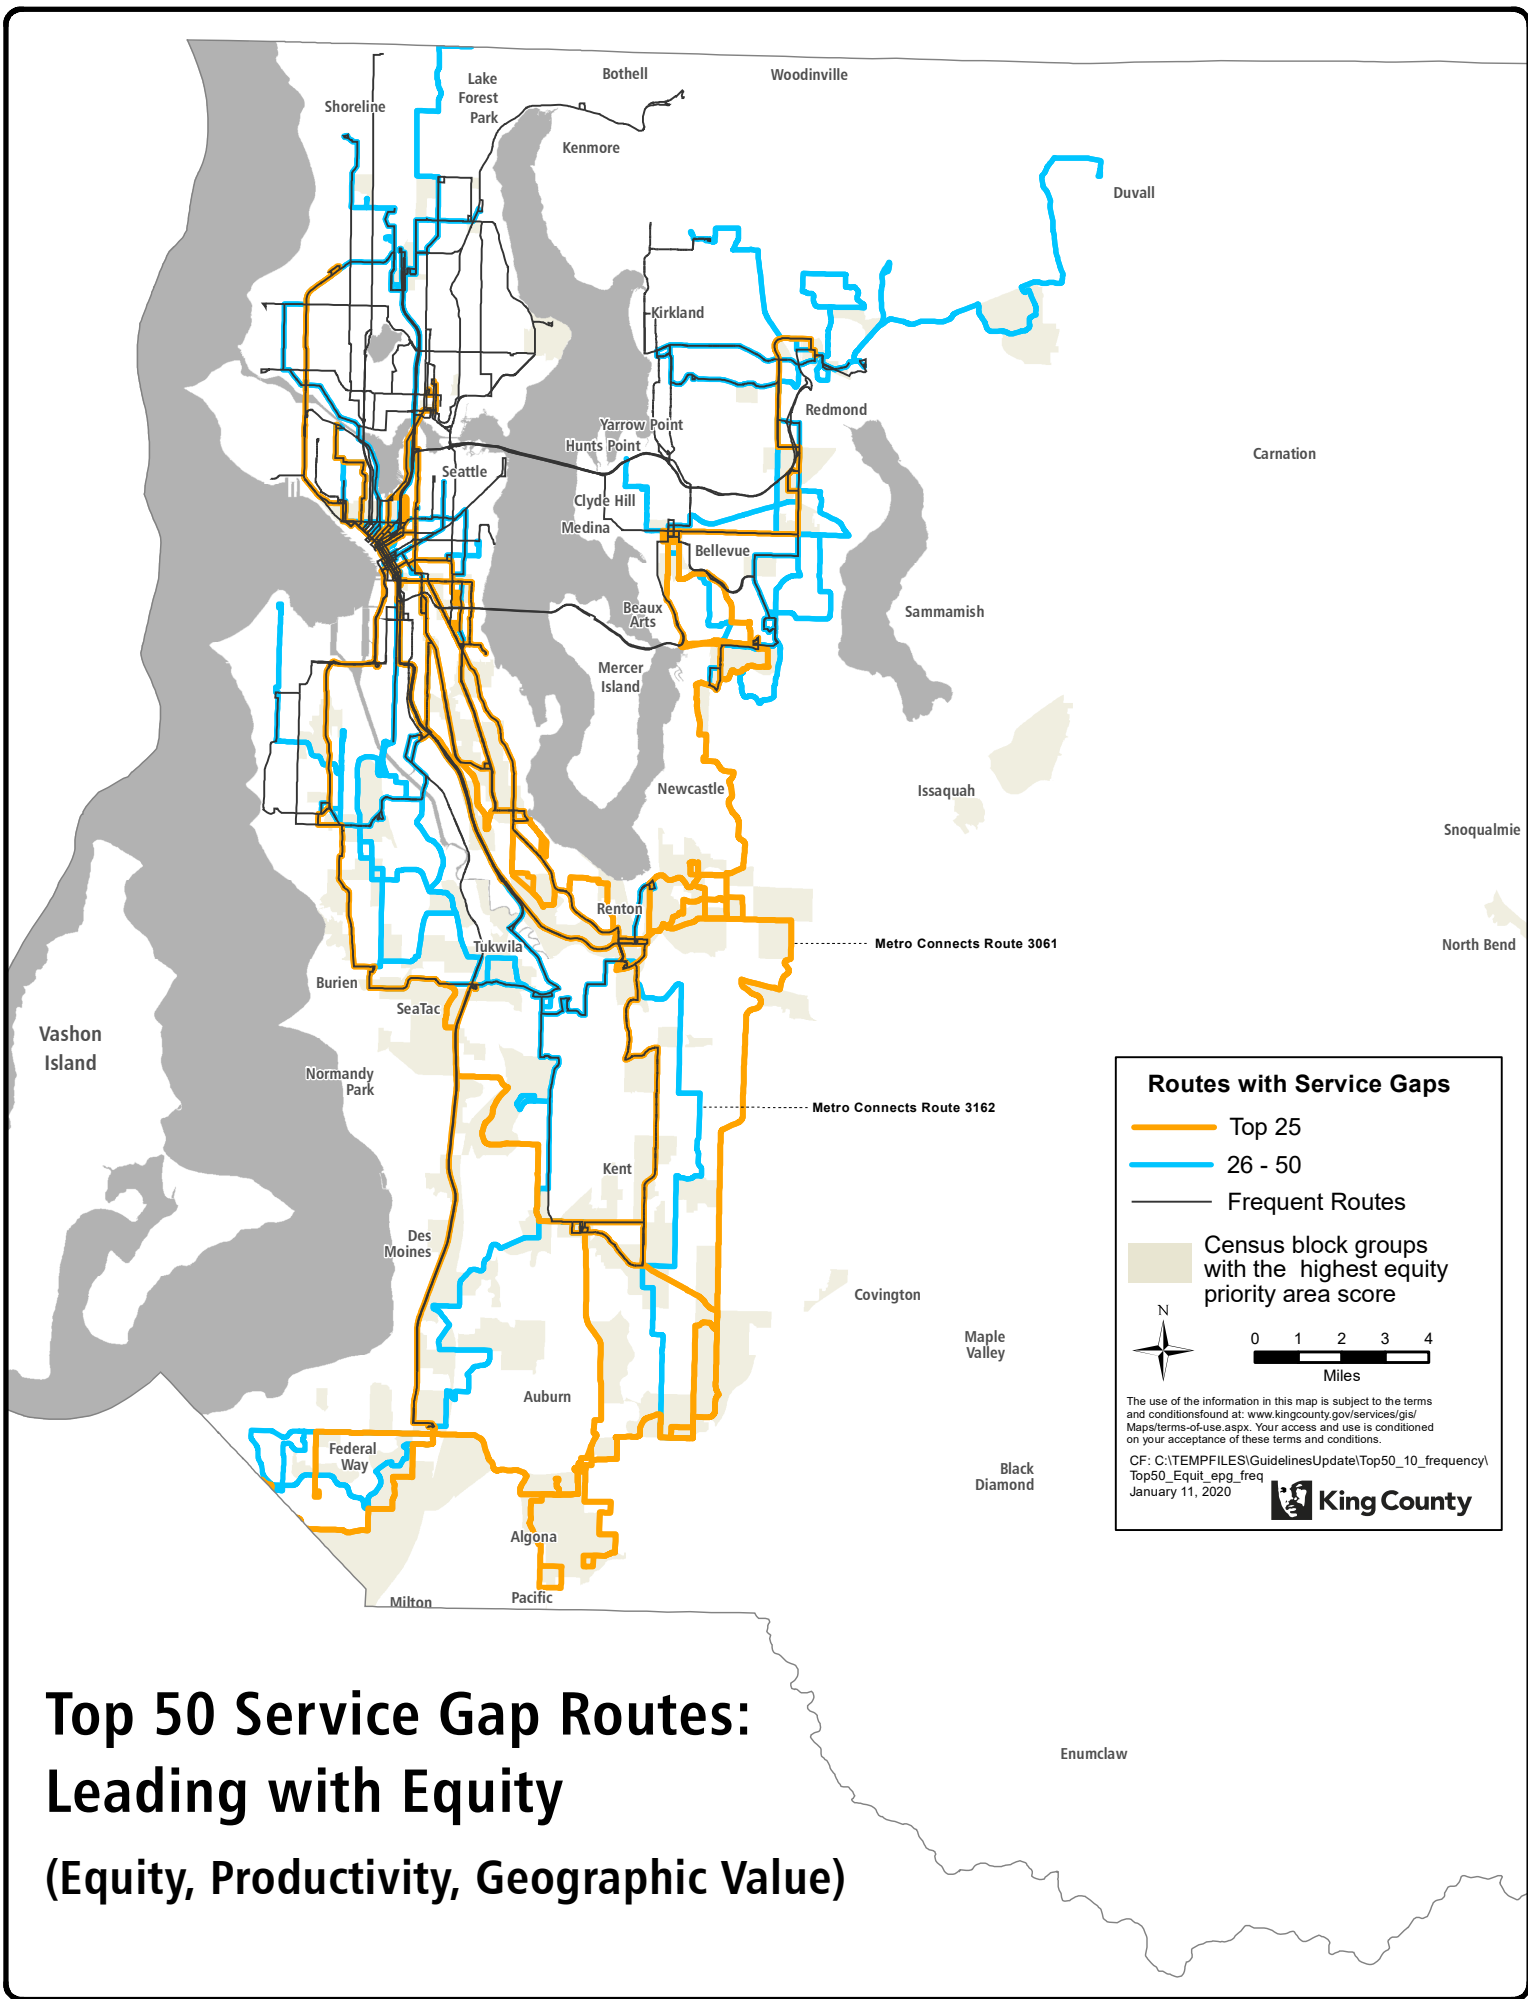 Lake
Forest
Park
Bothell
Woodinville
Shoreline
Kenmore
Duvall
Kirkland
Redmond
Yarrow Point
Hunts Point
Carnation
Seattle
Clyde Hill
Medina
Bellevue
Beaux
Arts
Sammamish
Mercer
Island
Newcastle
Issaquah
Snoqualmie
Renton
Metro Connects Route 3061
North Bend
Tukwila
Burien
SeaTac
Vashon
Island
Normandy
Park
Metro Connects Route 3162
Kent
Des
Moines
Covington
Maple
Valley
Auburn
Federal
Way
Black
Diamond
Algona
Pacific
Milton
Enumclaw
Routes with Service Gaps
Top 25
26 - 50
Frequent Routes
Census block groups
with the  highest equity
priority area score
N
0 1 2 3 4
Miles
The use of the information in this map is subject to the terms
and conditionsfound at: www.kingcounty.gov/services/gis/
Maps/terms-of-use.aspx. Your access and use is conditioned
on your acceptance of these terms and conditions.
CF: C:\TEMPFILES\GuidelinesUpdate\Top50_10_frequency\
Top50_Equit_epg_freq
January 11, 2020
King County
Top 50 Service Gap Routes:
Leading with Equity
(Equity, Productivity, Geographic Value)